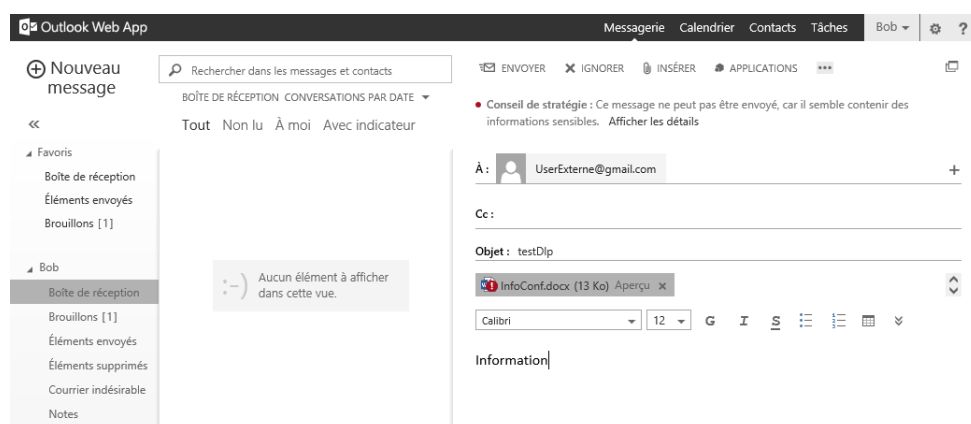 Outlook Web App
Messagerie Calendrier Contacts Tâches Bob ?
Nouveau
message
Favoris
Boîte de réception
Éléments envoyés
Brouillons [1]
Bob
Boîte de réception
Brouillons [1]
Éléments envoyés
Éléments supprimés
Courrier indésirable
Notes
Rechercher dans les messages et contacts
BOÎTE DE RÉCEPTION CONVERSATIONS PAR DATE
Tout Non lu À moi Avec indicateur
:-)
Aucun élément à afficher
dans cette vue.
ENVOYER IGNORER INSÉRER APPLICATIONS
Conseil de stratégie : Ce message ne peut pas être envoyé, car il semble contenir des
informations sensibles. Afficher les détails
À : UserExterne@gmail.com
Cc :
Objet : testDlp
InfoConf.docx (13 Ko) Aperçu
Calibri 12 G I S
Information